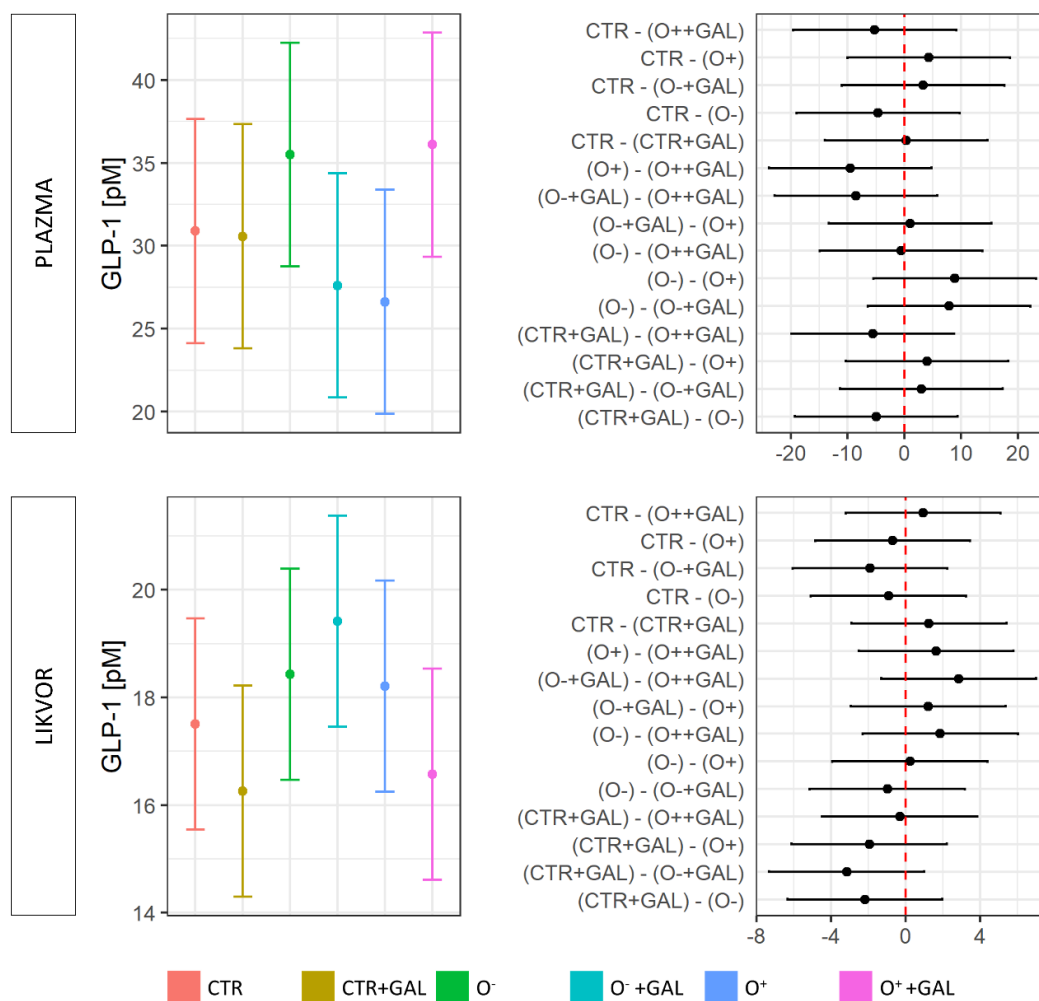 PLAZMA
GLP-1 [pM]
40
35
30
25
20
CTR - (O++GAL)
CTR - (O+)
CTR - (O-+GAL)
CTR - (O-)
CTR - (CTR+GAL)
(O+) - (O++GAL)
(O-+GAL) - (O++GAL)
(O-+GAL) - (O+)
(O-) - (O++GAL)
(O-) - (O+)
(O-) - (O-+GAL)
(CTR+GAL) - (O++GAL)
(CTR+GAL) - (O+)
(CTR+GAL) - (O-+GAL)
(CTR+GAL) - (O-)
-20 -10 0 10 20
LIKVOR
GLP-1 [pM]
20
18
16
14
CTR - (O++GAL)
CTR - (O+)
CTR - (O-+GAL)
CTR - (O-)
CTR - (CTR+GAL)
(O+) - (O++GAL)
(O-+GAL) - (O++GAL)
(O-+GAL) - (O+)
(O-) - (O++GAL)
(O-) - (O+)
(O-) - (O-+GAL)
(CTR+GAL) - (O++GAL)
(CTR+GAL) - (O+)
(CTR+GAL) - (O-+GAL)
(CTR+GAL) - (O-)
-8 -4 0 4
CTR CTR+GAL O⁻ O⁻ +GAL O⁺ O⁺ +GAL